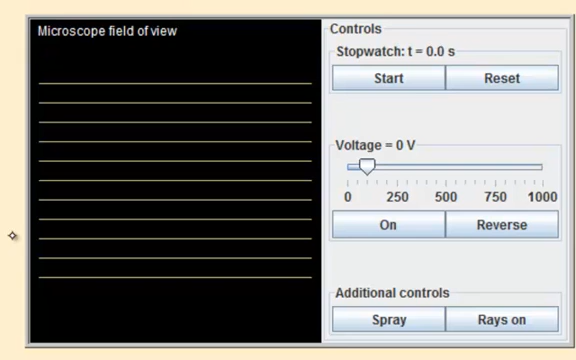 Microscope field of view
Controls
Stopwatch: t = 0.0 s
Start
Reset
Voltage = 0 V
0 250 500 750 1000
On
Reverse
Additional controls
Spray
Rays on